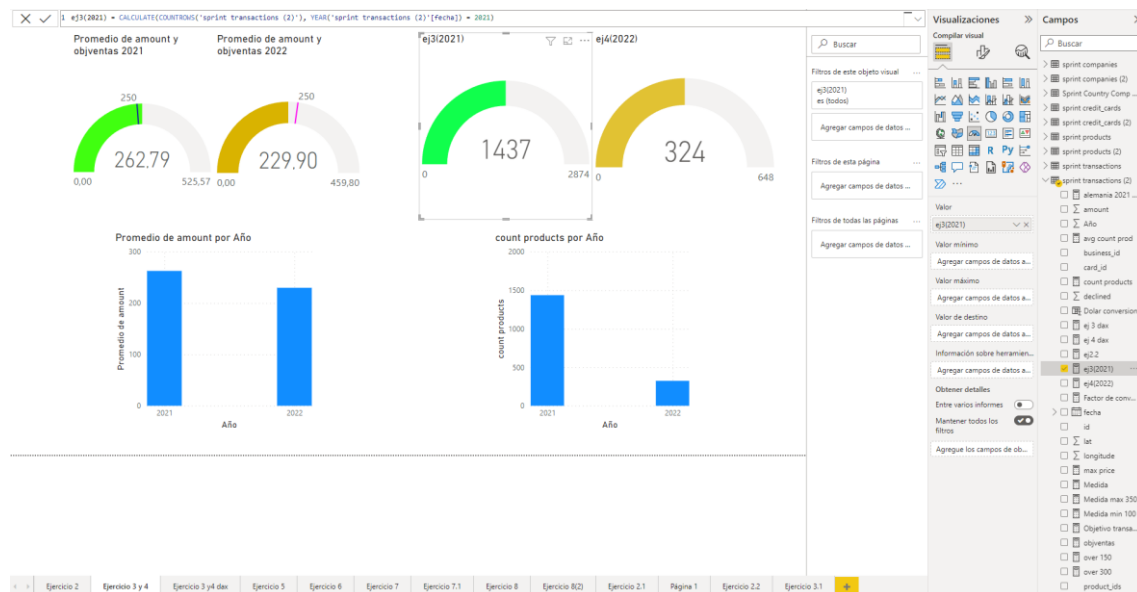 1 ej3(2021) = CALCULATE(COUNTROWS('sprint transactions (2)'), YEAR('sprint transactions (2)'[fecha]) = 2021)
Promedio de amount y
objventas 2021
250
262,79
0,00
525,57
Promedio de amount y
objventas 2022
250
229,90
0,00
459,80
ej3(2021)
1437
0
2874
ej4(2022)
324
0
648
Promedio de amount por Año
Promedio de amount
300
200
100
0
2021
2022
Año
count products por Año
count products
2000
1500
1000
500
0
2021
2022
Año
Buscar
Filtros de este objeto visual ...
ej3(2021)
es (todos)
Agregar campos de datos ...
Filtros de esta página ...
Agregar campos de datos ...
Filtros de todas las páginas ...
Agregar campos de datos ...
Visualizaciones
Compilar visual
R Py
...
Valor
ej3(2021)
Valor mínimo
Agregar campos de datos a...
Valor máximo
Agregar campos de datos a...
Valor de destino
Agregar campos de datos a...
Información sobre herramien...
Agregar campos de datos a...
Obtener detalles
Entre varios informes
Mantener todos los
filtros
Agregue los campos de ob...
Campos
Buscar
sprint companies
sprint companies (2)
Sprint Country Comp ...
sprint credit_cards
sprint credit_cards (2)
sprint products
sprint products (2)
sprint transactions
sprint transactions (2)
alemania 2021 ...
amount
Año
avg count prod
business_id
card_id
count products
declined
Dolar conversion
ej 3 dax
ej 4 dax
ej2.2
ej3(2021) ...
ej4(2022)
Factor de conv...
fecha
id
lat
longitude
max price
Medida
Medida max 350
Medida min 100
Objetivo transa...
objventas
over 150
over 300
product_ids
Ejercicio 2
Ejercicio 3 y 4
Ejercicio 3 y4 dax
Ejercicio 5
Ejercicio 6
Ejercicio 7
Ejercicio 7.1
Ejercicio 8
Ejercicio 8(2)
Ejercicio 2.1
Página 1
Ejercicio 2.2
Ejercicio 3.1
+